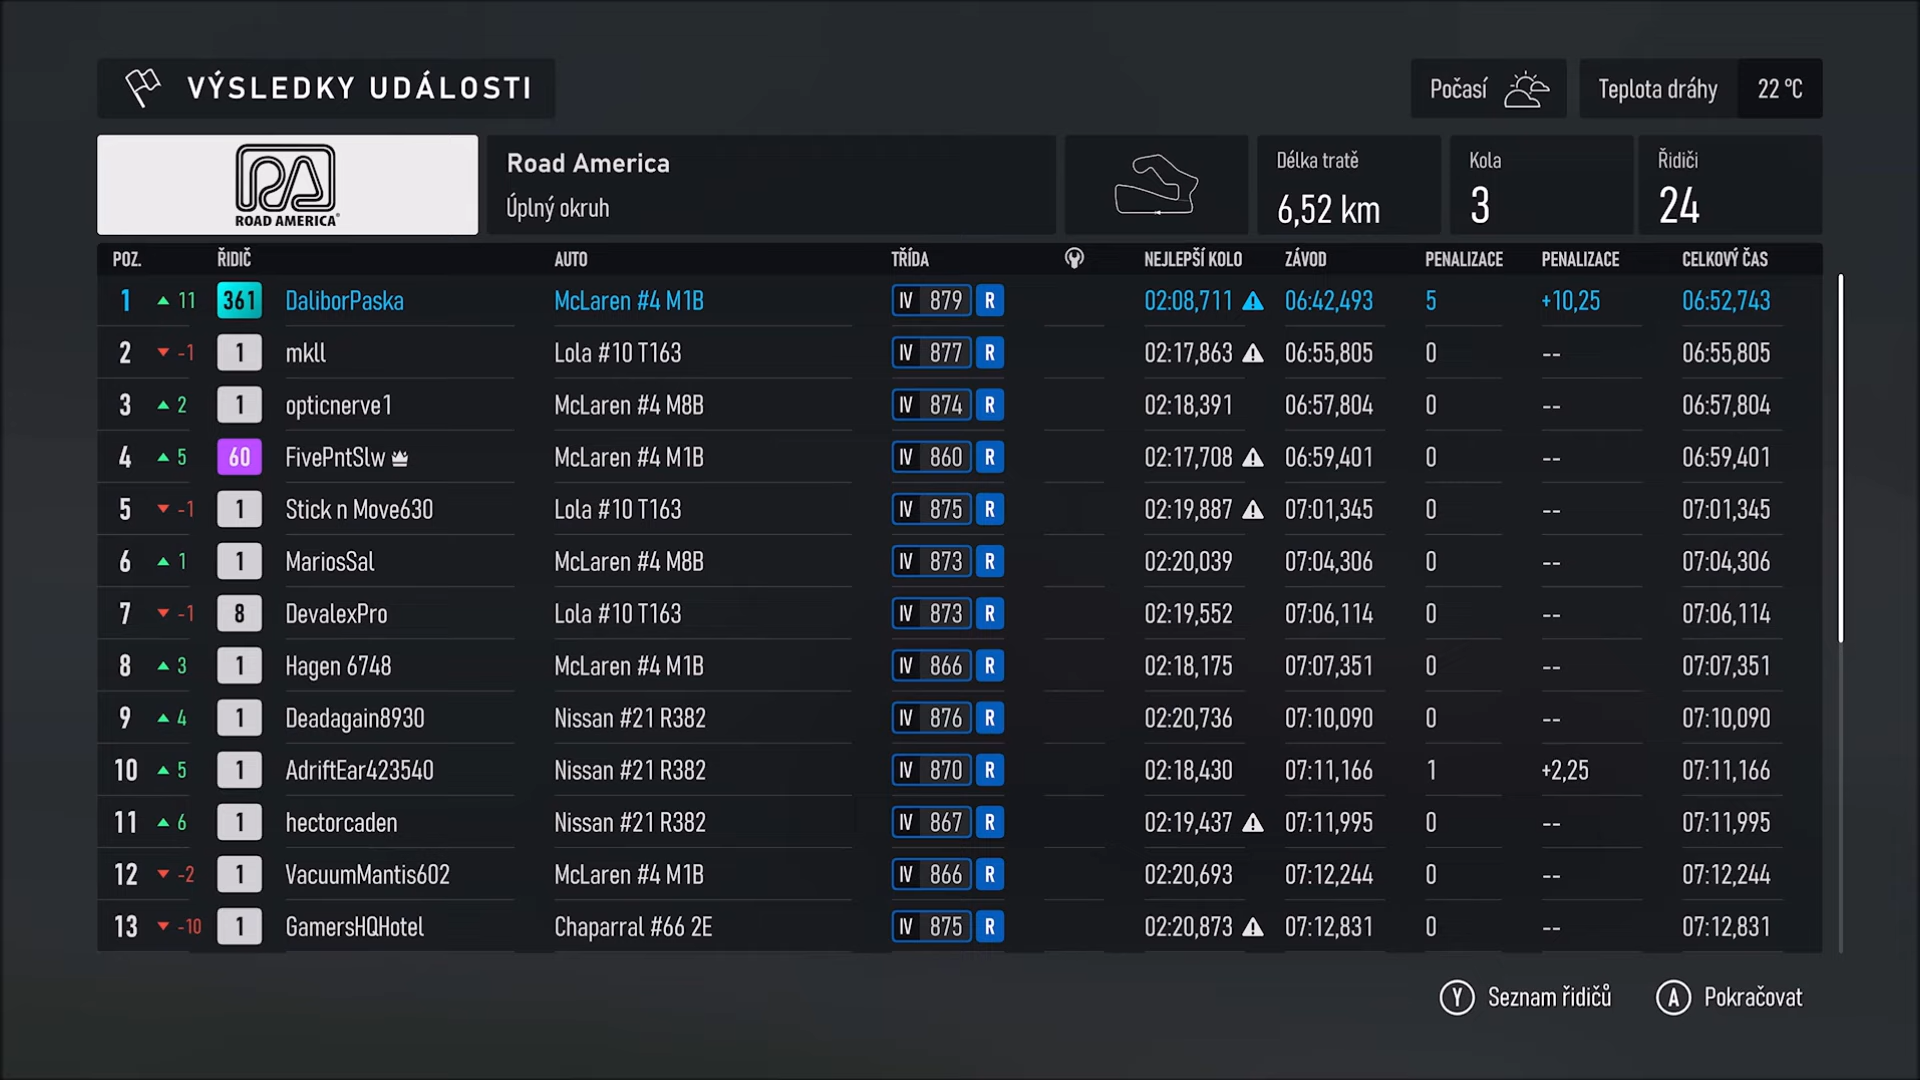 VÝSLEDKY UDÁLOSTI
Počasí
Teplota dráhy 22 °C
ROAD AMERICA
Road America
Úplný okruh
Délka tratě
6,52 km
Kola
3
Řidiči
24
POZ. ŘIDIČ AUTO TŘÍDA NEJLEPŠÍ KOLO ZÁVOD PENALIZACE PENALIZACE CELKOVÝ ČAS
1 ▲ 11 361 DaliborPaska McLaren #4 M1B IV 879 R 02:08,711 06:42,493 5 +10,25 06:52,743
2 ▼ -1 1 mkll Lola #10 T163 IV 877 R 02:17,863 06:55,805 0 -- 06:55,805
3 ▲ 2 1 opticnerve1 McLaren #4 M8B IV 874 R 02:18,391 06:57,804 0 -- 06:57,804
4 ▲ 5 60 FivePntSlw McLaren #4 M1B IV 860 R 02:17,708 06:59,401 0 -- 06:59,401
5 ▼ -1 1 Stick n Move630 Lola #10 T163 IV 875 R 02:19,887 07:01,345 0 -- 07:01,345
6 ▲ 1 1 MariosSal McLaren #4 M8B IV 873 R 02:20,039 07:04,306 0 -- 07:04,306
7 ▼ -1 8 DevalexPro Lola #10 T163 IV 873 R 02:19,552 07:06,114 0 -- 07:06,114
8 ▲ 3 1 Hagen 6748 McLaren #4 M1B IV 866 R 02:18,175 07:07,351 0 -- 07:07,351
9 ▲ 4 1 Deadagain8930 Nissan #21 R382 IV 876 R 02:20,736 07:10,090 0 -- 07:10,090
10 ▲ 5 1 AdriftEar423540 Nissan #21 R382 IV 870 R 02:18,430 07:11,166 1 +2,25 07:11,166
11 ▲ 6 1 hectorcaden Nissan #21 R382 IV 867 R 02:19,437 07:11,995 0 -- 07:11,995
12 ▼ -2 1 VacuumMantis602 McLaren #4 M1B IV 866 R 02:20,693 07:12,244 0 -- 07:12,244
13 ▼ -10 1 GamersHQHotel Chaparral #66 2E IV 875 R 02:20,873 07:12,831 0 -- 07:12,831
Y Seznam řidičů A Pokračovat